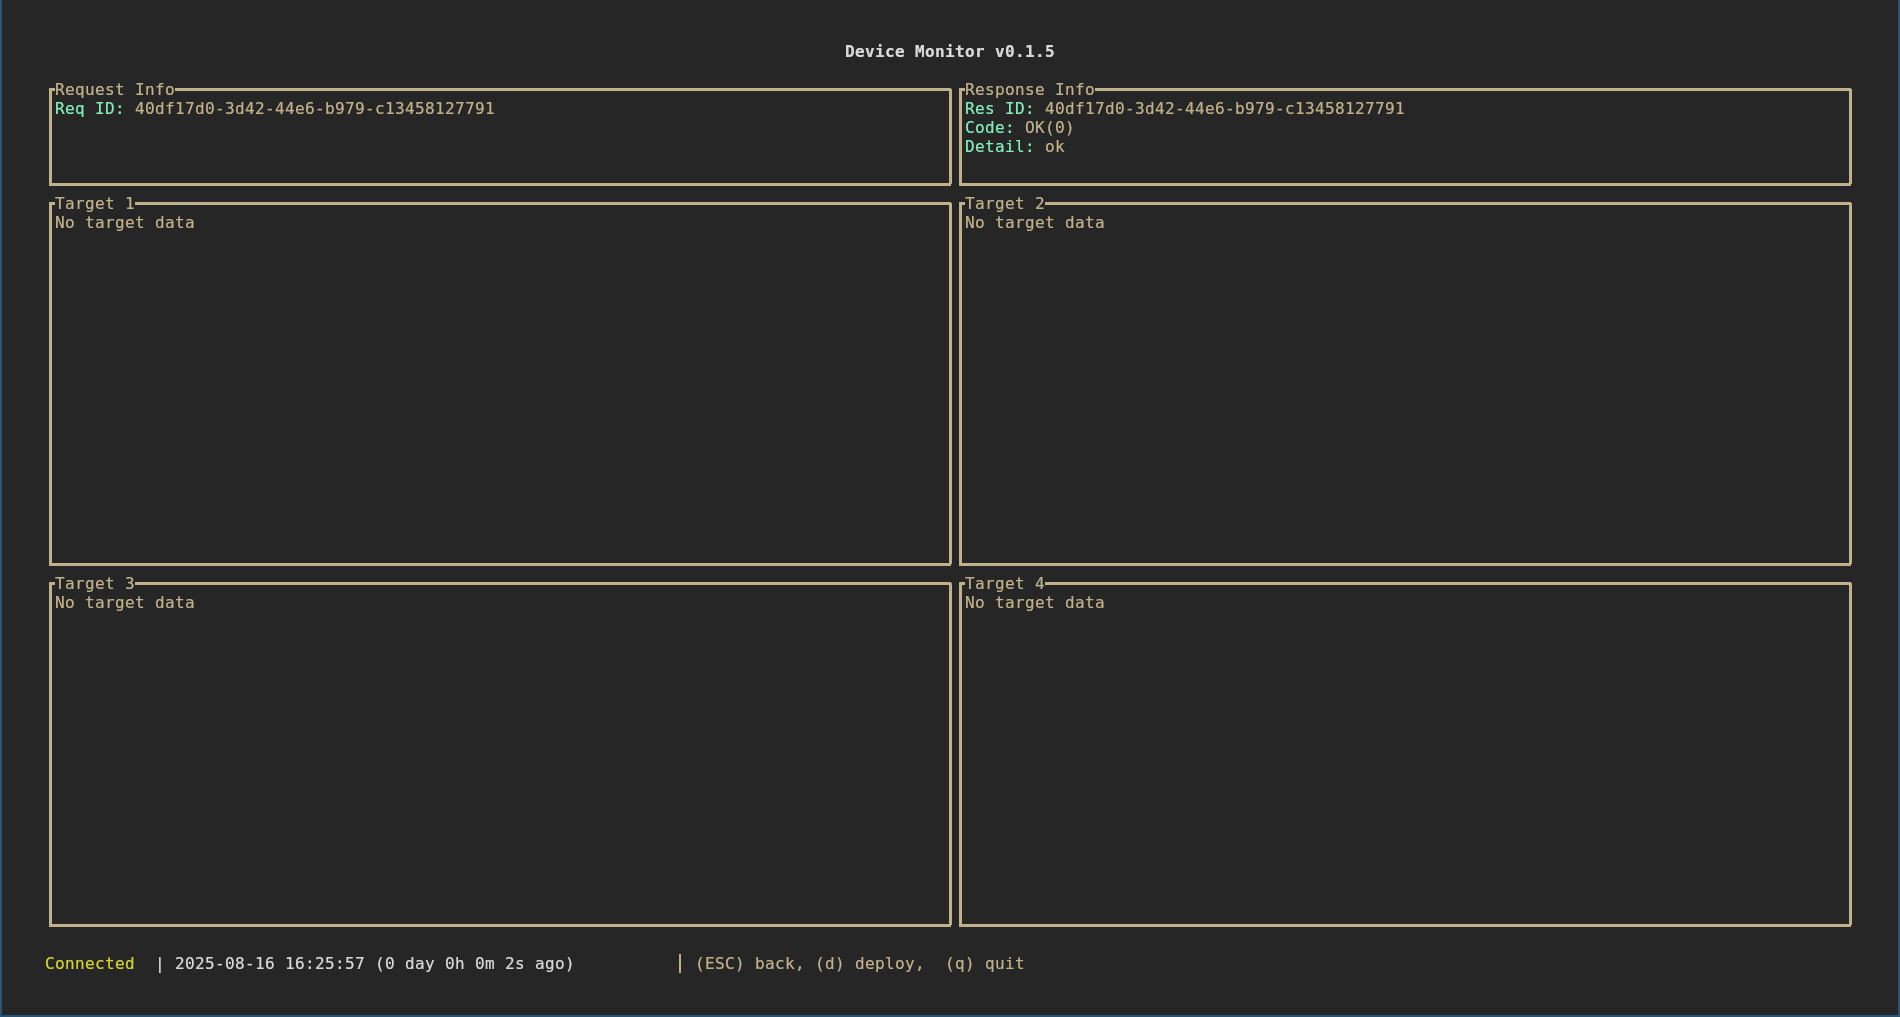 Device Monitor v0.1.5
Request Info
Req ID: 40df17d0-3d42-44e6-b979-c13458127791
Response Info
Res ID: 40df17d0-3d42-44e6-b979-c13458127791
Code: OK(0)
Detail: ok
Target 1
No target data
Target 2
No target data
Target 3
No target data
Target 4
No target data
Connected | 2025-08-16 16:25:57 (0 day 0h 0m 2s ago) | (ESC) back, (d) deploy, (q) quit